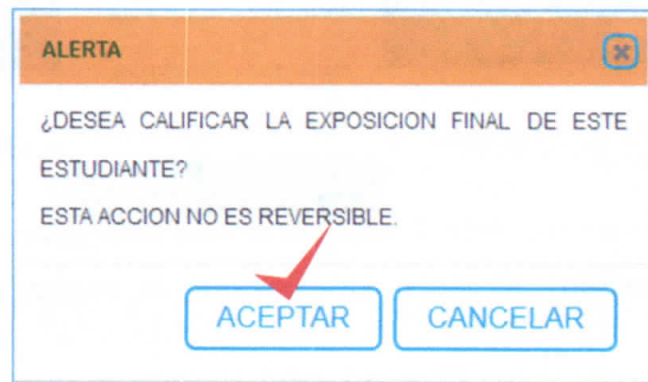 ALERTA
¿DESEA CALIFICAR LA EXPOSICION FINAL DE ESTE
ESTUDIANTE?
ESTA ACCION NO ES REVERSIBLE.
ACEPTAR CANCELAR